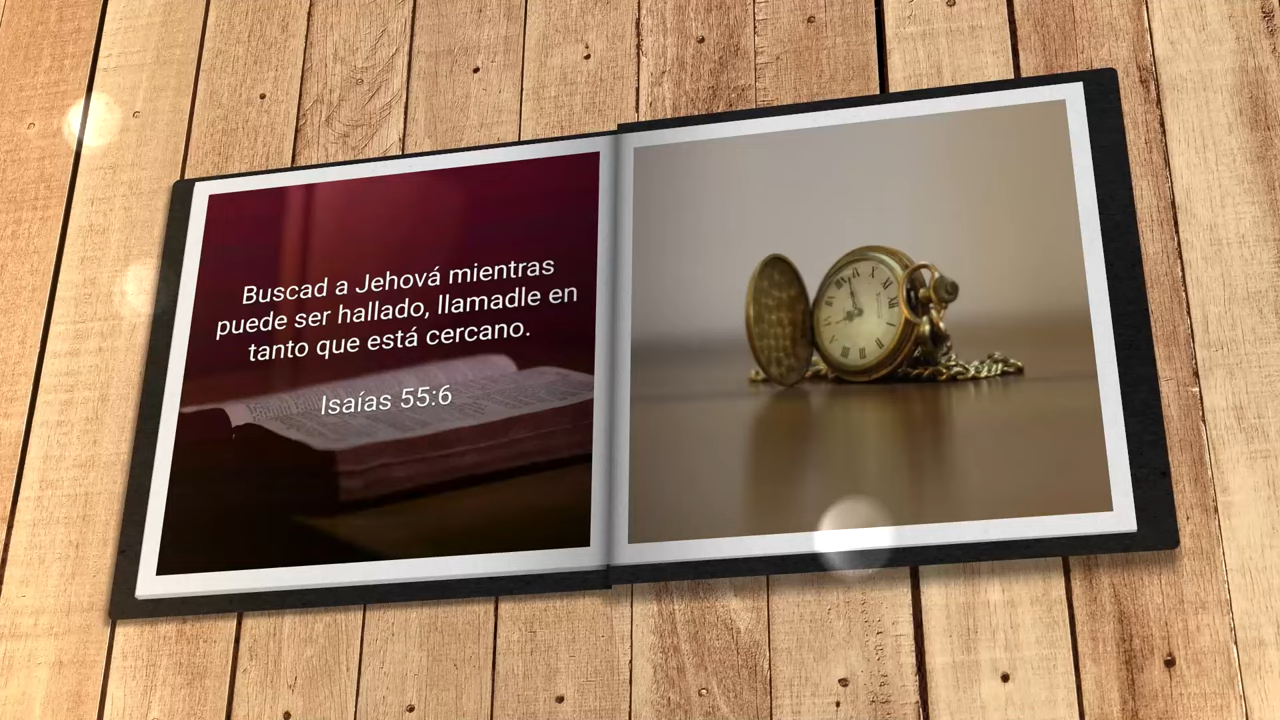 Buscad a Jehová mientras
puede ser hallado, llamadle en
tanto que está cercano.
Isaías 55:6